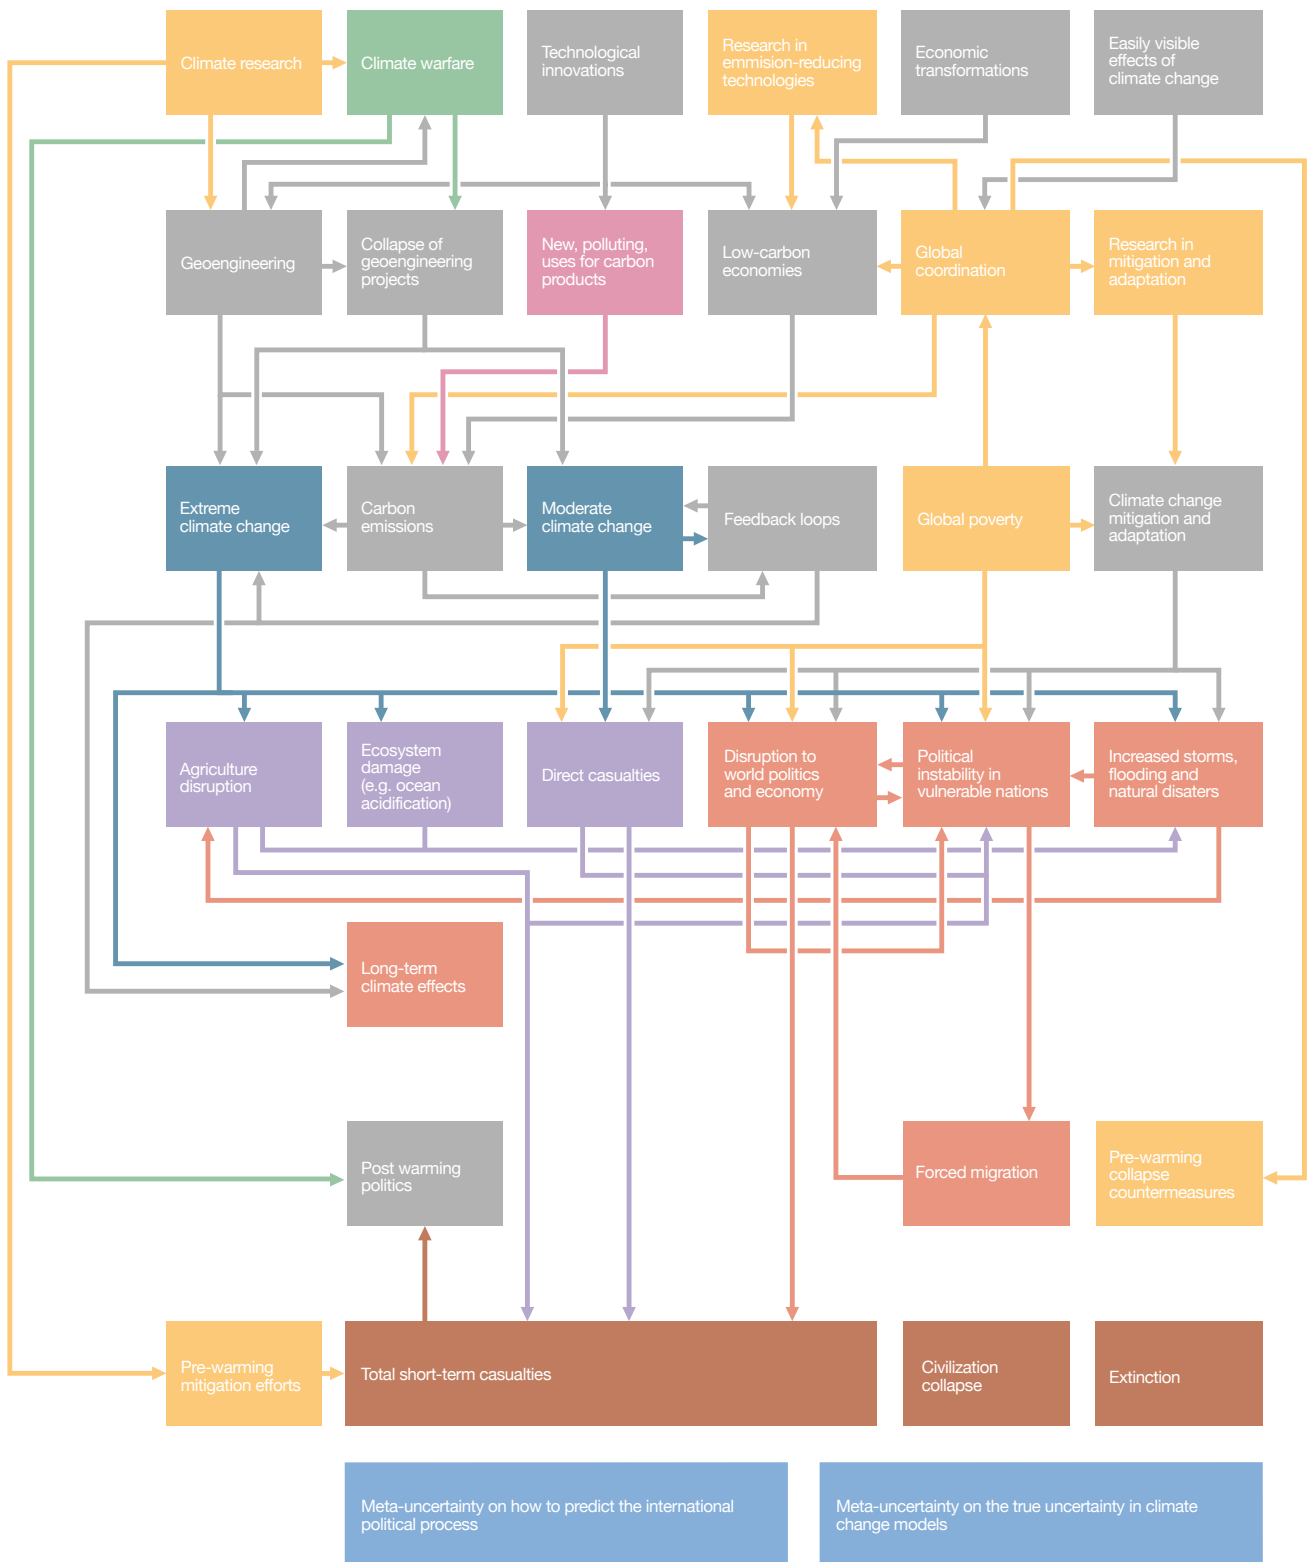 Climate research
Climate warfare
Technological
innovations
Research in
emmision-reducing
technologies
Economic
transformations
Easily visible
effects of
climate change
Geoengineering
Collapse of
geoengineering
projects
New, polluting,
uses for carbon
products
Low-carbon
economies
Global
coordination
Research in
mitigation and
adaptation
Extreme
climate change
Carbon
emissions
Moderate
climate change
Feedback loops
Global poverty
Climate change
mitigation and
adaptation
Agriculture
disruption
Ecosystem
damage
(e.g. ocean
acidification)
Direct casualties
Disruption to
world politics
and economy
Political
instability in
vulnerable nations
Increased storms,
flooding and
natural disaters
Long-term
climate effects
Post warming
politics
Forced migration
Pre-warming
collapse
countermeasures
Pre-warming
mitigation efforts
Total short-term casualties
Civilization
collapse
Extinction
Meta-uncertainty on how to predict the international
political process
Meta-uncertainty on the true uncertainty in climate
change models